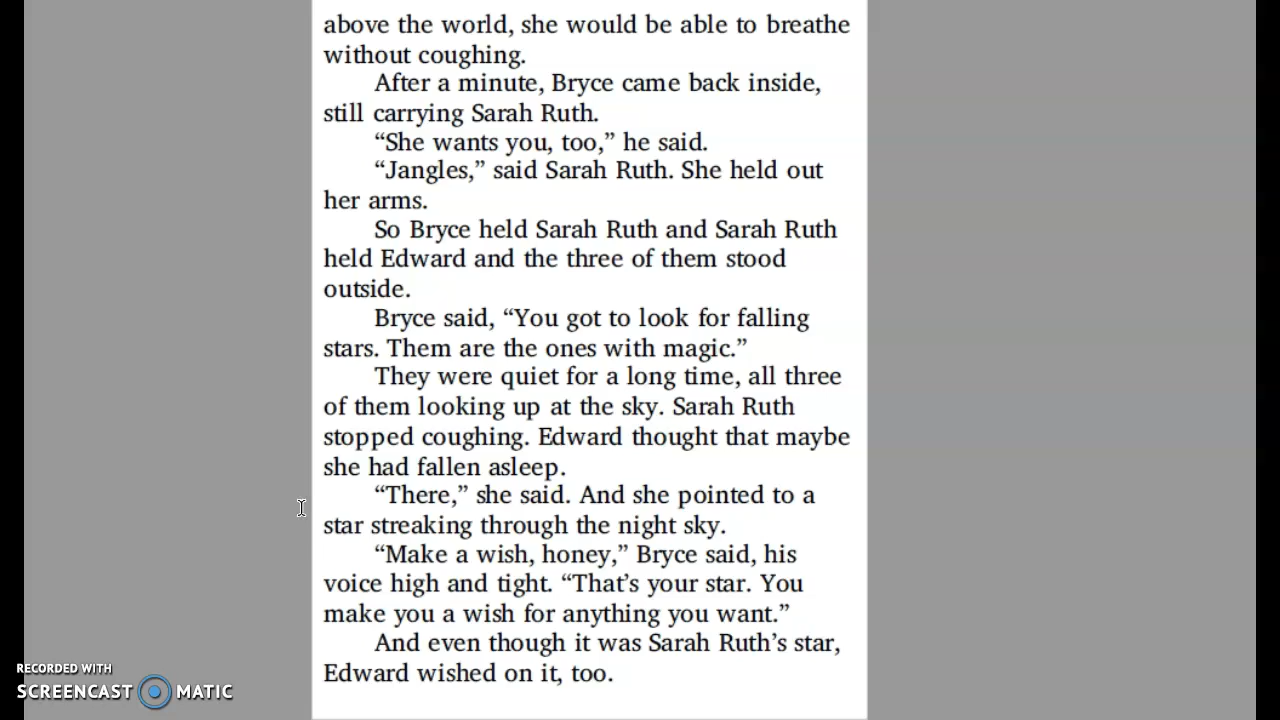 above the world, she would be able to breathe
without coughing.
After a minute, Bryce came back inside,
still carrying Sarah Ruth.
“She wants you, too,” he said.
“Jangles,” said Sarah Ruth. She held out
her arms.
So Bryce held Sarah Ruth and Sarah Ruth
held Edward and the three of them stood
outside.
Bryce said, “You got to look for falling
stars. Them are the ones with magic.”
They were quiet for a long time, all three
of them looking up at the sky. Sarah Ruth
stopped coughing. Edward thought that maybe
she had fallen asleep.
“There,” she said. And she pointed to a
star streaking through the night sky.
“Make a wish, honey,” Bryce said, his
voice high and tight. “That’s your star. You
make you a wish for anything you want.”
And even though it was Sarah Ruth’s star,
Edward wished on it, too.
RECORDED WITH
SCREENCAST MATIC